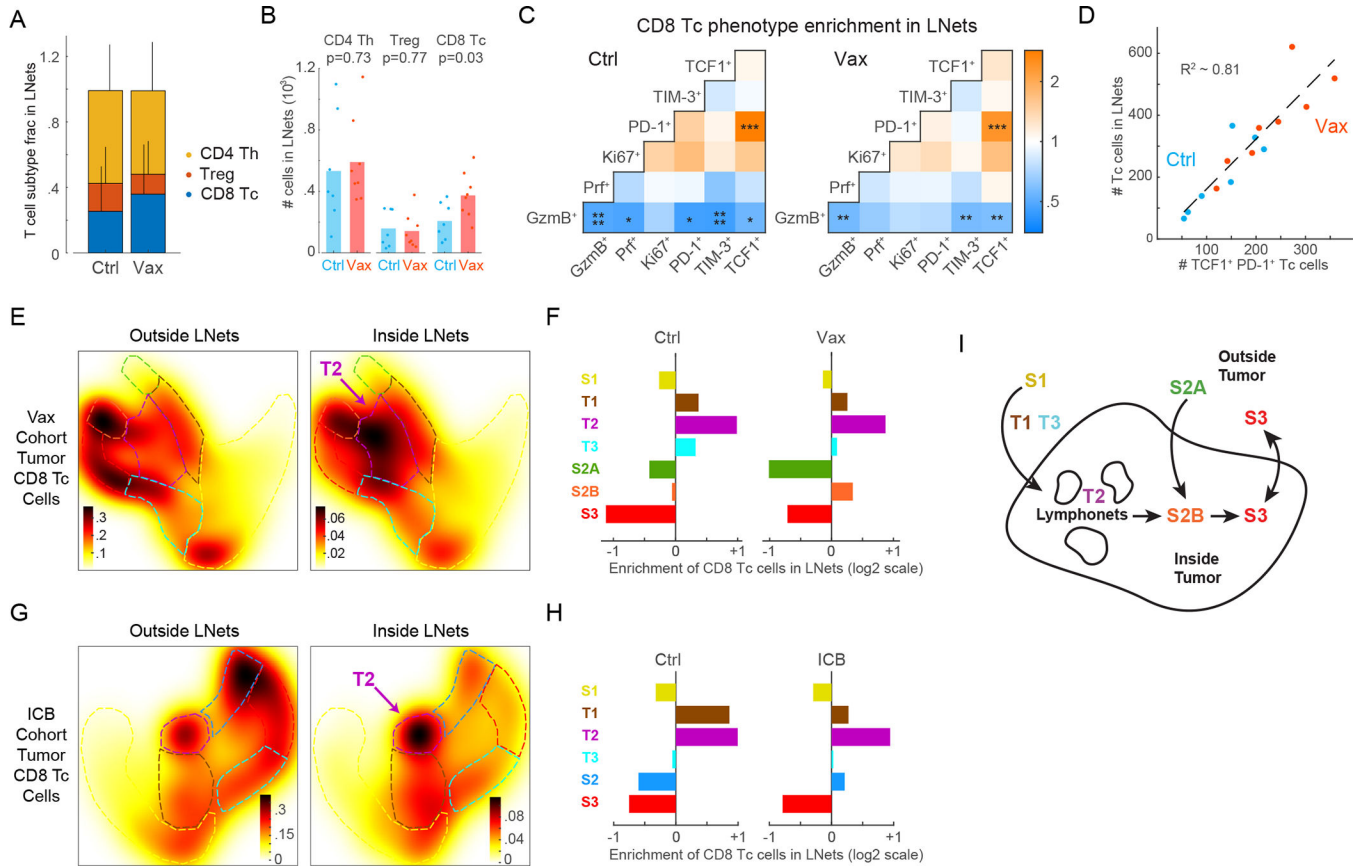 A
T cell subtype frac in LNets
1
.8
.6
.4
.2
0
Ctrl
Vax
CD4 Th
Treg
CD8 Tc
B
# cells in LNets (10³)
CD4 Th
p=0.73
Treg
p=0.77
CD8 Tc
p=0.03
1.2
.8
.4
0
Ctrl Vax
Ctrl Vax
Ctrl Vax
C
CD8 Tc phenotype enrichment in LNets
Ctrl
TCF1⁺
TIM-3⁺
PD-1⁺
Ki67⁺
Prf⁺
GzmB⁺
***
**
**
*
*
**
**
*
GzmB⁺
Prf⁺
Ki67⁺
PD-1⁺
TIM-3⁺
TCF1⁺
Vax
TCF1⁺
TIM-3⁺
PD-1⁺
Ki67⁺
Prf⁺
GzmB⁺
***
**
**
**
GzmB⁺
Prf⁺
Ki67⁺
PD-1⁺
TIM-3⁺
TCF1⁺
2
1
.5
D
# Tc cells in LNets
600
400
200
0
R² ~ 0.81
Ctrl
Vax
100
200
300
# TCF1⁺ PD-1⁺ Tc cells
E
Outside LNets
Inside LNets
Vax
Cohort
Tumor
CD8 Tc
Cells
T2
.3
.2
.1
.06
.04
.02
F
Ctrl
Vax
S1
T1
T2
T3
S2A
S2B
S3
-1
0
+1
-1
0
+1
Enrichment of CD8 Tc cells in LNets (log2 scale)
G
Outside LNets
Inside LNets
ICB
Cohort
Tumor
CD8 Tc
Cells
T2
.3
.15
0
.08
.04
0
H
Ctrl
ICB
S1
T1
T2
T3
S2
S3
-1
0
+1
-1
0
+1
Enrichment of CD8 Tc cells in LNets (log2 scale)
I
S1
T1 T3
S2A
Outside
Tumor
S3
T2
Lymphonets
S2B
S3
Inside
Tumor